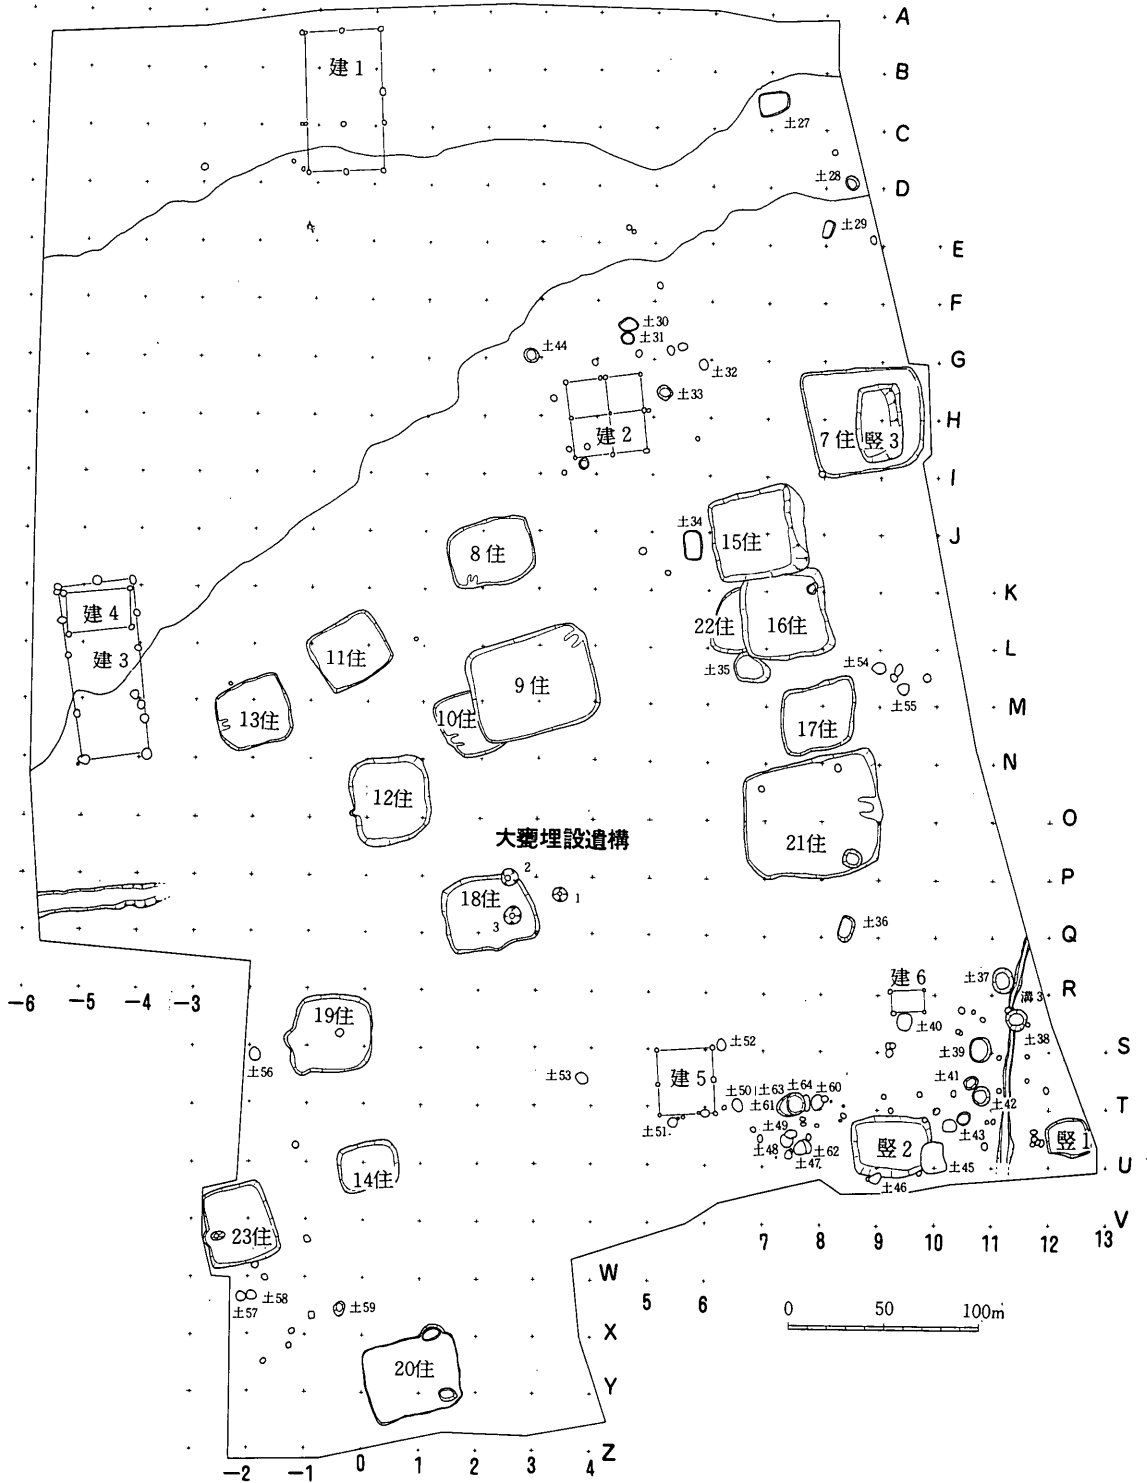 A
建1
B
土27
C
土28
D
土29
E
F
土30
土31
土44
G
土32
土33
H
建2
7住
竪3
I
土34
J
15住
8住
K
建4
22住
16住
建3
11住
L
土35
土54
9住
土55
13住
10住
M
17住
N
12住
大甕埋設遺構
O
21住
2
P
18住
1
3
土36
Q
建6
土37
R
-6
-5
-4
-3
溝3
19住
土40
土38
S
土52
土39
土56
建5
土53
土41
土50
土63
土64
土60
土61
土42
T
土51
土49
土43
土48
土62
土47
竪2
竪1
14住
土45
U
土46
23住
V
7
8
9
10
11
12
13
W
土58
土57
土59
5
6
0
50
100m
X
20住
Y
Z
-2
-1
0
1
2
3
4